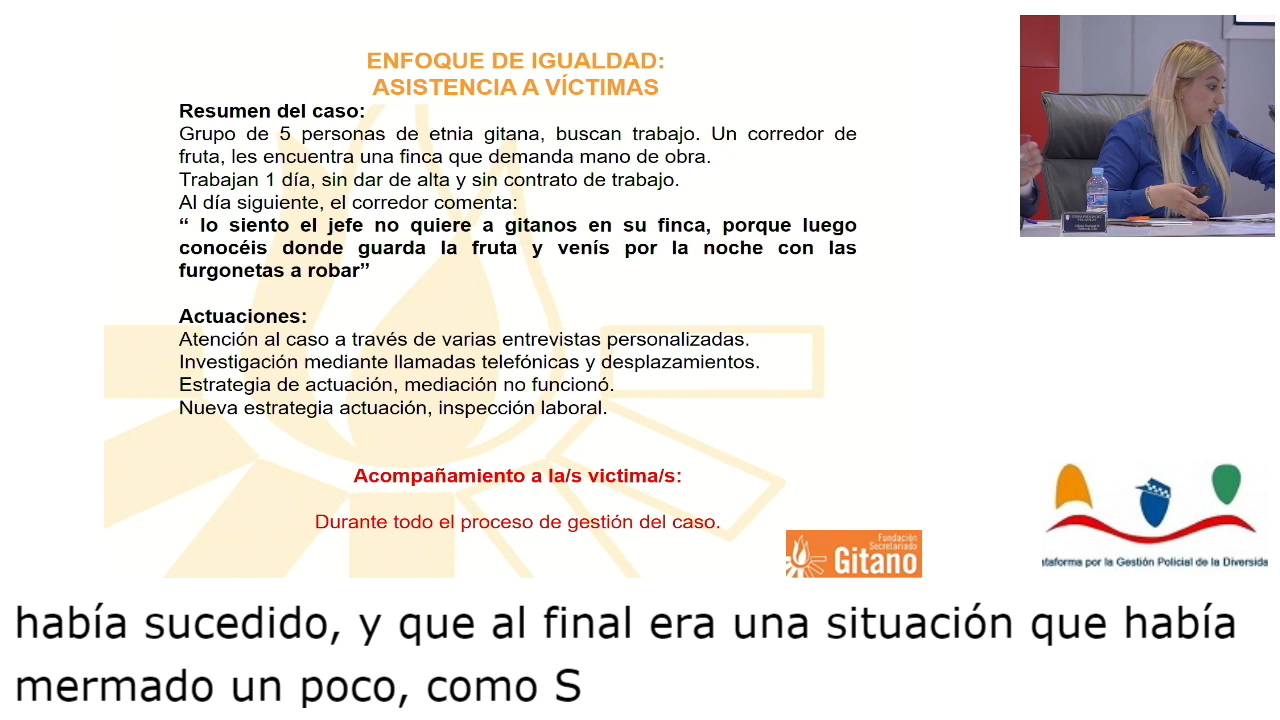 ENFOQUE DE IGUALDAD:
ASISTENCIA A VÍCTIMAS
Resumen del caso:
Grupo de 5 personas de etnia gitana, buscan trabajo. Un corredor de
fruta, les encuentra una finca que demanda mano de obra.
Trabajan 1 día, sin dar de alta y sin contrato de trabajo.
Al día siguiente, el corredor comenta:
“ lo siento el jefe no quiere a gitanos en su finca, porque luego
conocéis donde guarda la fruta y venís por la noche con las
furgonetas a robar”
Actuaciones:
Atención al caso a través de varias entrevistas personalizadas.
Investigación mediante llamadas telefónicas y desplazamientos.
Estrategia de actuación, mediación no funcionó.
Nueva estrategia actuación, inspección laboral.
Acompañamiento a la/s victima/s:
Durante todo el proceso de gestión del caso.
Fundación
Secretariado
Gitano
ataforma por la Gestión Policial de la Diversida
había sucedido, y que al final era una situación que había
mermado un poco, como S